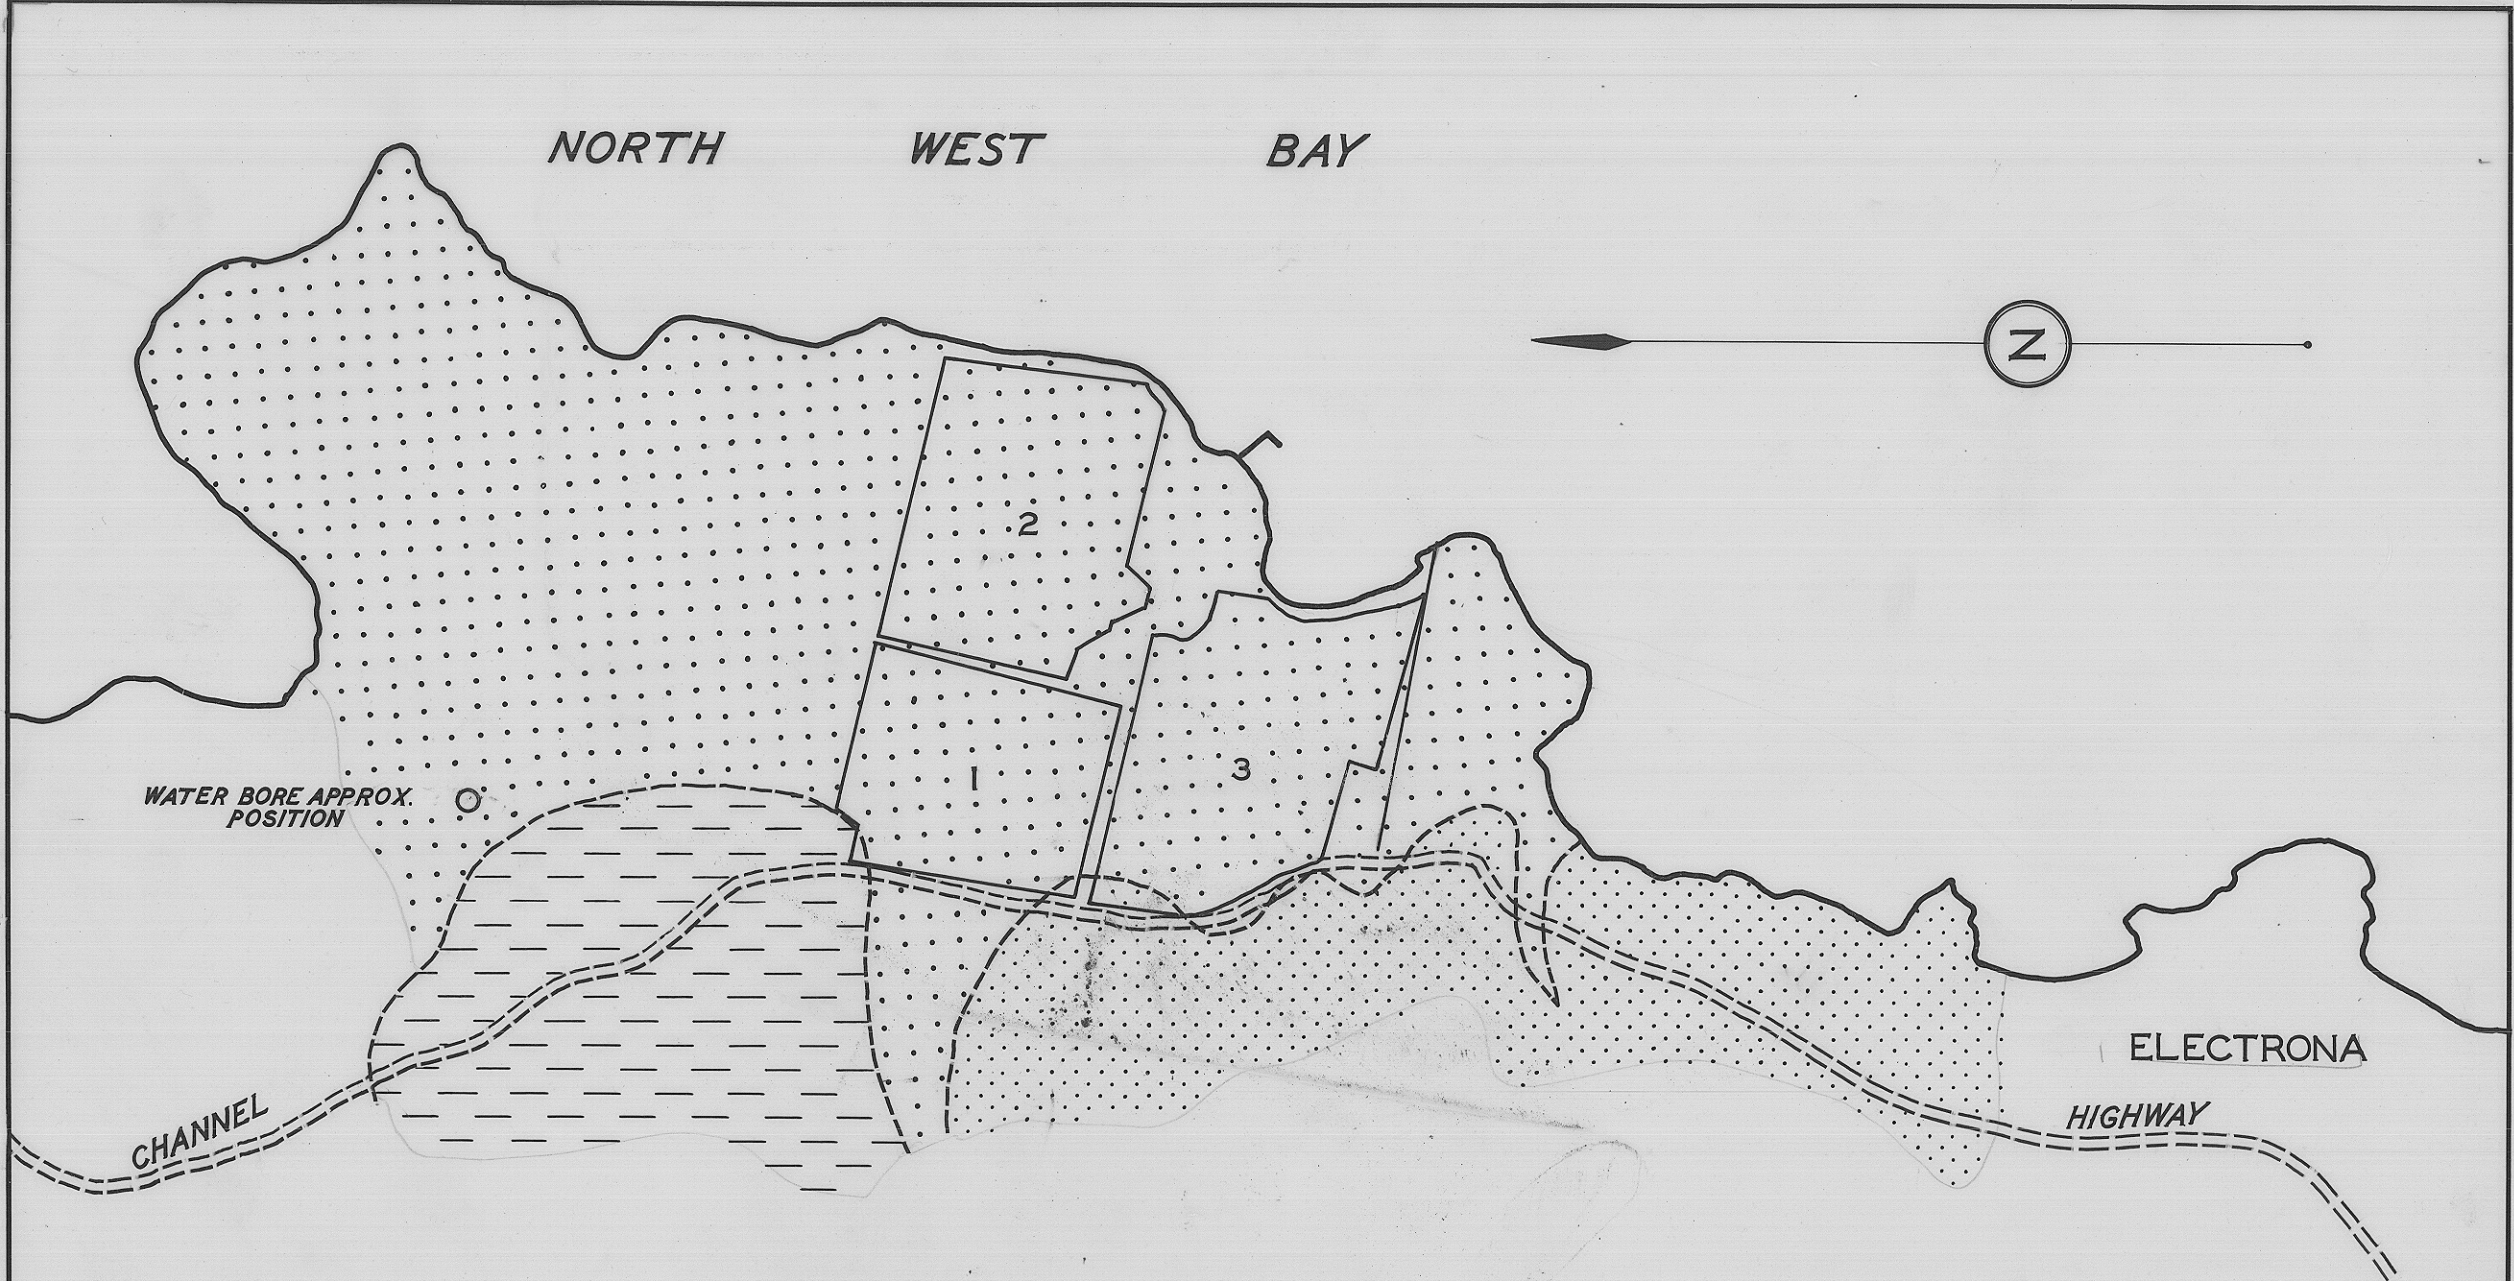 NORTH WEST BAY
N
2
1
3
WATER BORE APPROX.
POSITION
ELECTRONA
CHANNEL
HIGHWAY